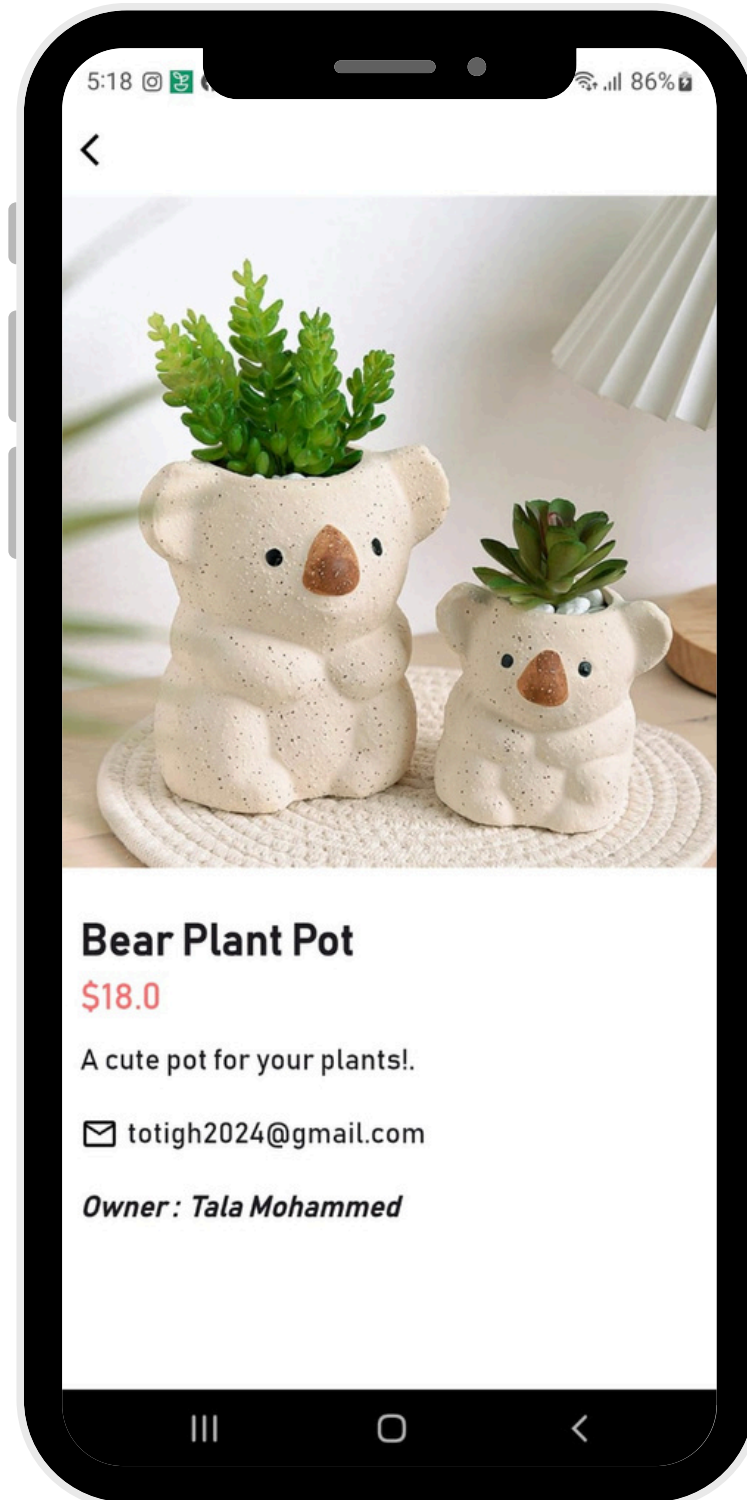 5:18 86%
Bear Plant Pot
$18.0
A cute pot for your plants!.
totigh2024@gmail.com
Owner : Tala Mohammed